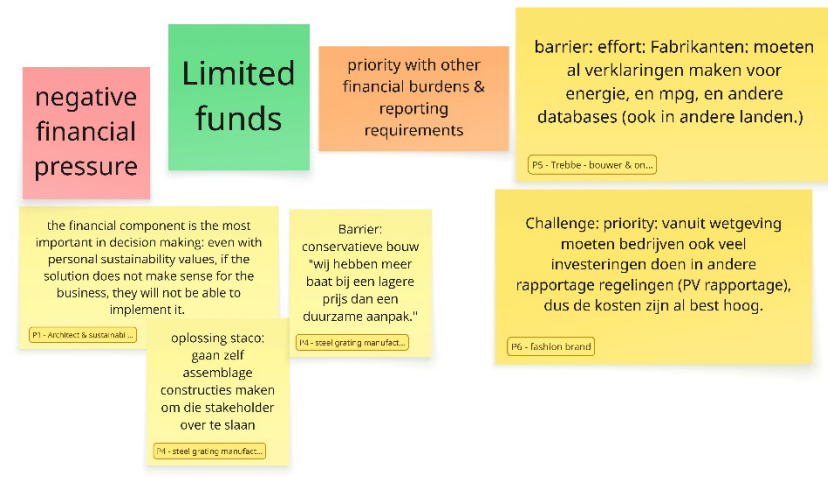 negative
financial
pressure
Limited
funds
priority with other
financial burdens &
reporting
requirements
barrier: effort: Fabrikanten: moeten
al verklaringen maken voor
energie, en mpg, en andere
databases (ook in andere landen.)
P5 - Trebbe - bouwer & on...
the financial component is the most
important in decision making: even with
personal sustainability values, if the
solution does not make sense for the
business, they will not be able to
implement it.
P1 - Architect & sustainabl ...
Barrier:
conservatieve bouw
"wij hebben meer
baat bij een lagere
prijs dan een
duurzame aanpak."
P4 - steel grating manufact...
oplossing staco:
gaan zelf
assemblage
constructies maken
om die stakeholder
over te slaan
P4 - steel grating manufact...
Challenge: priority: vanuit wetgeving
moeten bedrijven ook veel
investeringen doen in andere
rapportage regelingen (PV rapportage),
dus de kosten zijn al best hoog.
P6 - fashion brand